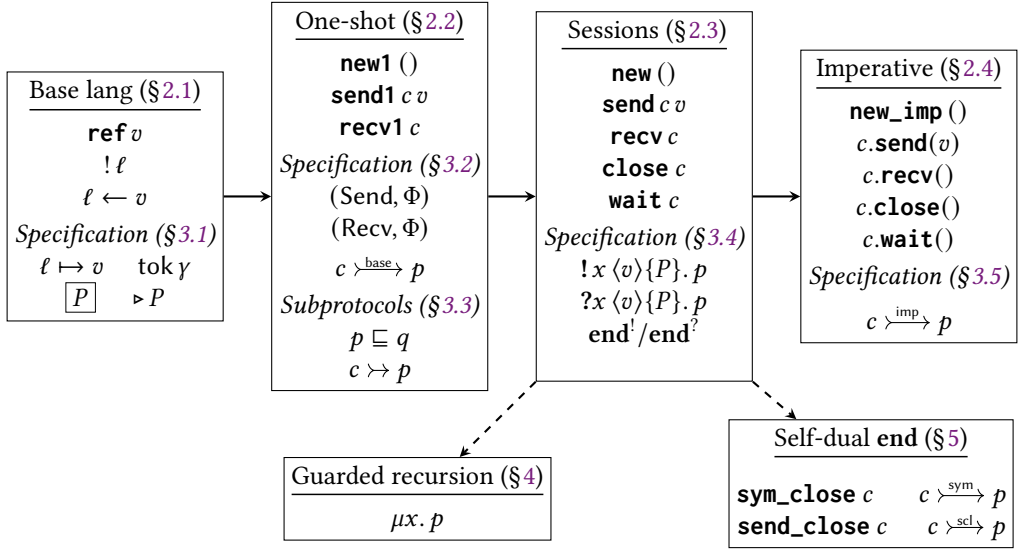 Base lang (§2.1)
ref v
! ℓ
ℓ ← v
Specification (§3.1)
ℓ ↦ v tok γ
P ▹ P
One-shot (§2.2)
new1 ()
send1 c v
recv1 c
Specification (§3.2)
(Send, Φ)
(Recv, Φ)
c ↣ base p
Subprotocols (§3.3)
p ⊑ q
c ↣ p
Sessions (§2.3)
new ()
send c v
recv c
close c
wait c
Specification (§3.4)
! x ⟨v⟩{P}. p
?x ⟨v⟩{P}. p
end!/end?
Imperative (§2.4)
new_imp ()
c.send(v)
c.recv()
c.close()
c.wait()
Specification (§3.5)
c ↣ imp p
Guarded recursion (§4)
μx. p
Self-dual end (§5)
sym_close c c ↣ sym p
send_close c c ↣ scl p